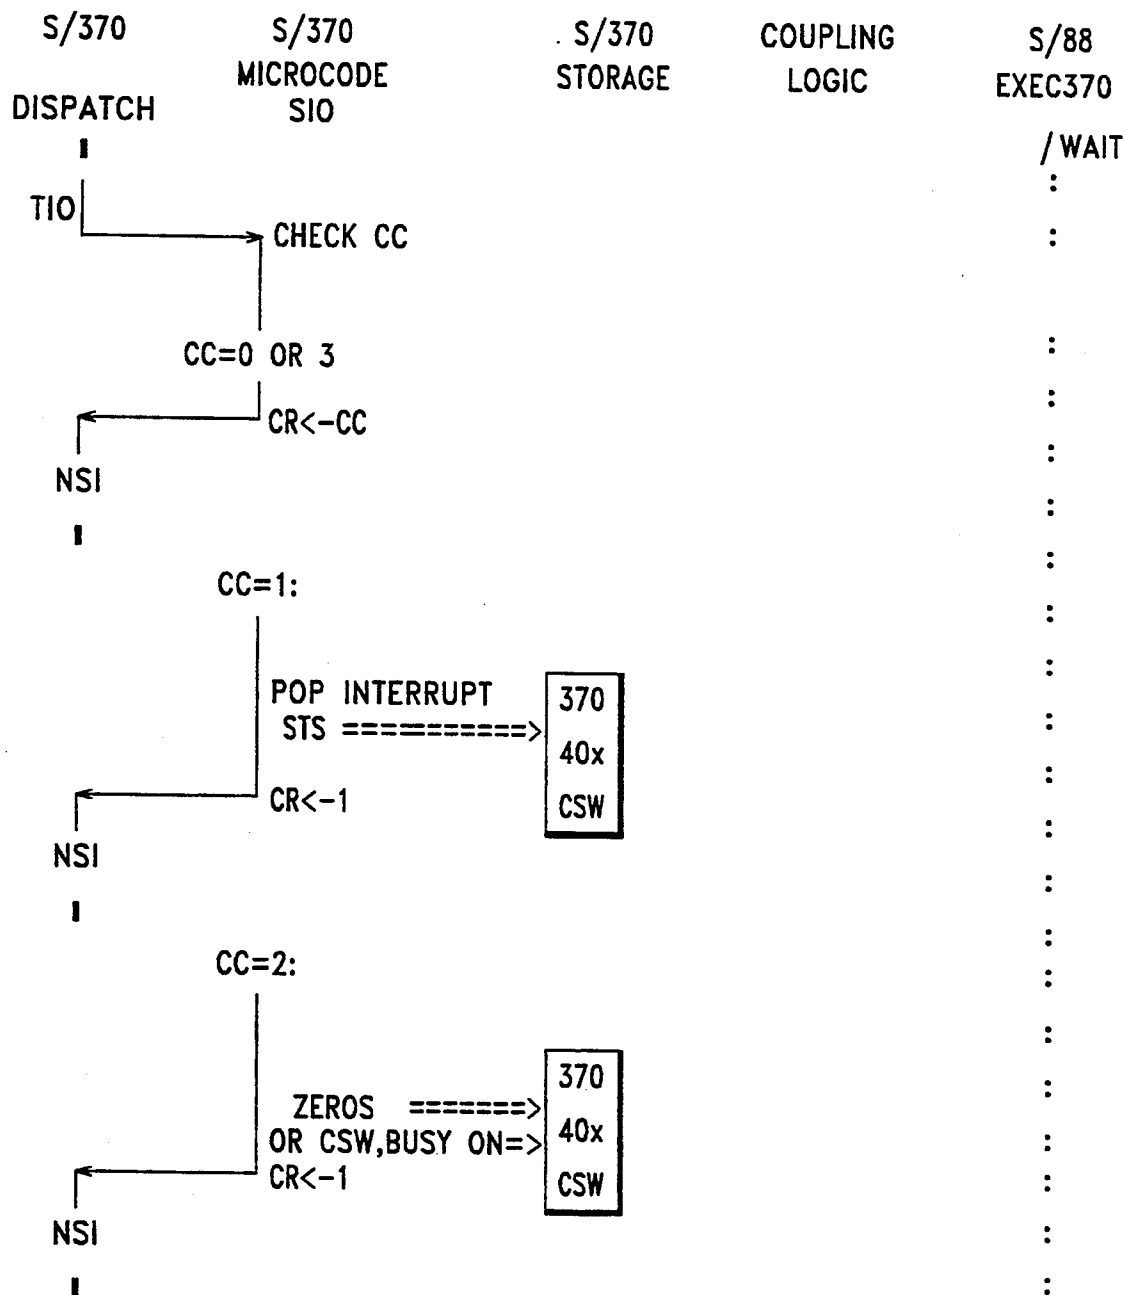 S/370 S/370 S/370 COUPLING S/88
MICROCODE STORAGE LOGIC EXEC370
DISPATCH SIO
/WAIT
TIO
CHECK CC
CC=0 OR 3
CR<-CC
NSI
CC=1:
POP INTERRUPT 370
STS ===========>
40x
CR<-1 CSW
NSI
CC=2:
370
ZEROS =======>
OR CSW,BUSY ON=> 40x
CR<-1 CSW
NSI